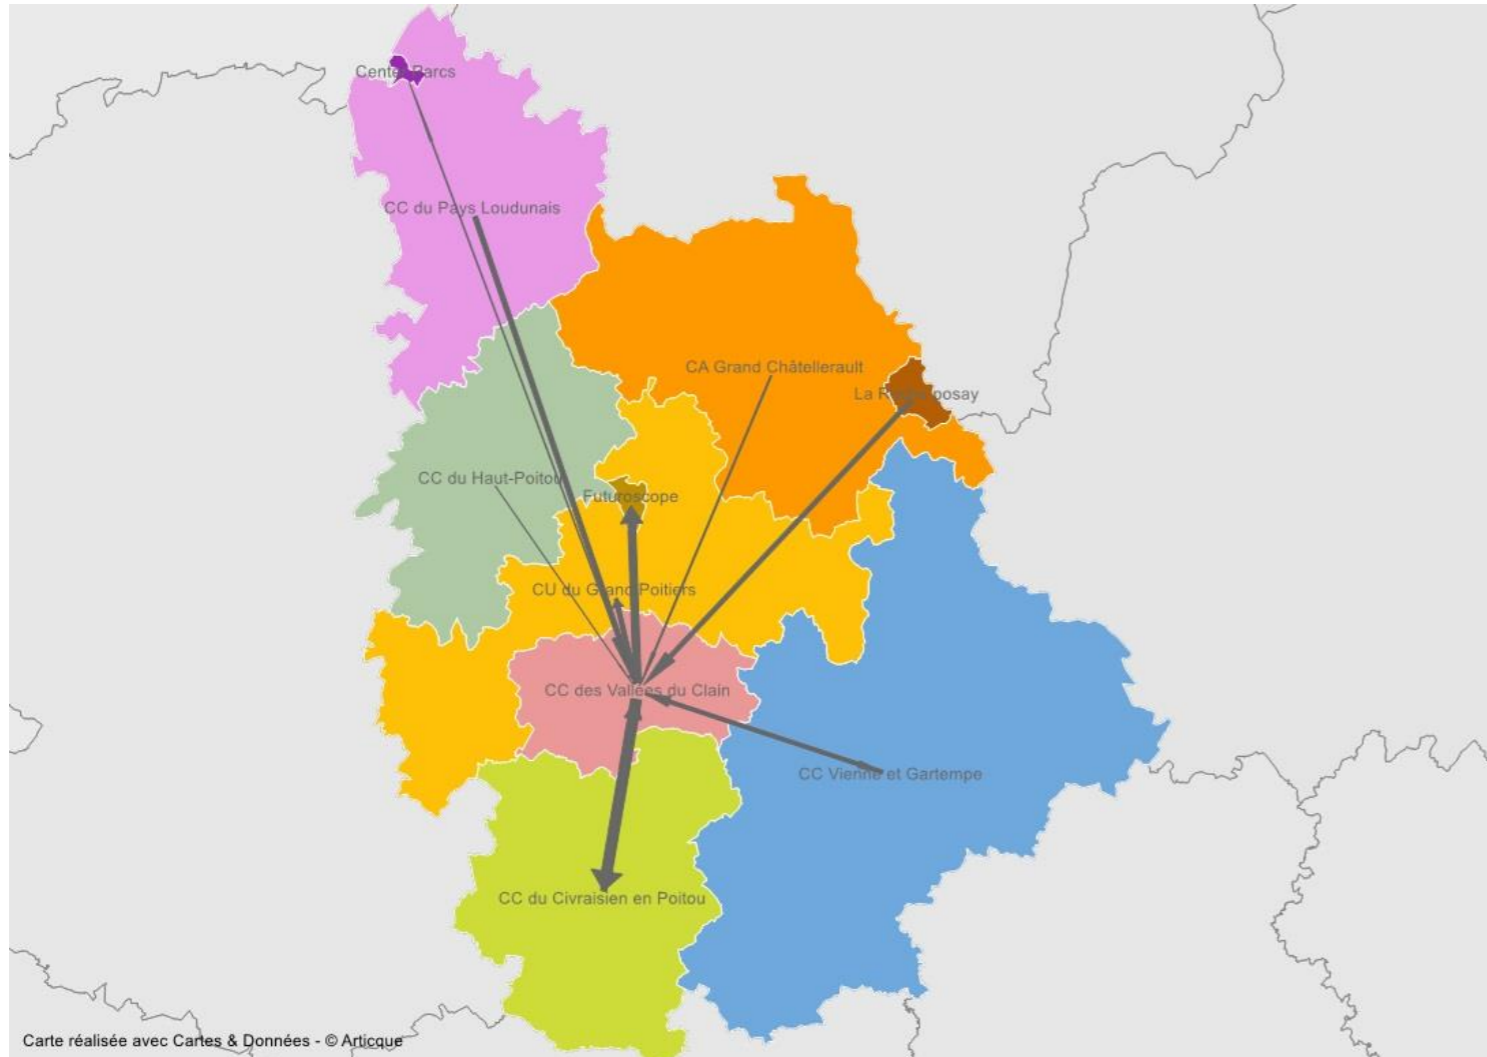 Center Parcs
CC du Pays Loudunais
CA Grand Châtellerault
La Roche posay
CC du Haut-Poitou
Futuroscope
CU du Grand Poitiers
CC des Vallées du Clain
CC Vienne et Gartempe
CC du Civraisien en Poitou
Carte réalisée avec Cartes & Données - © Articque